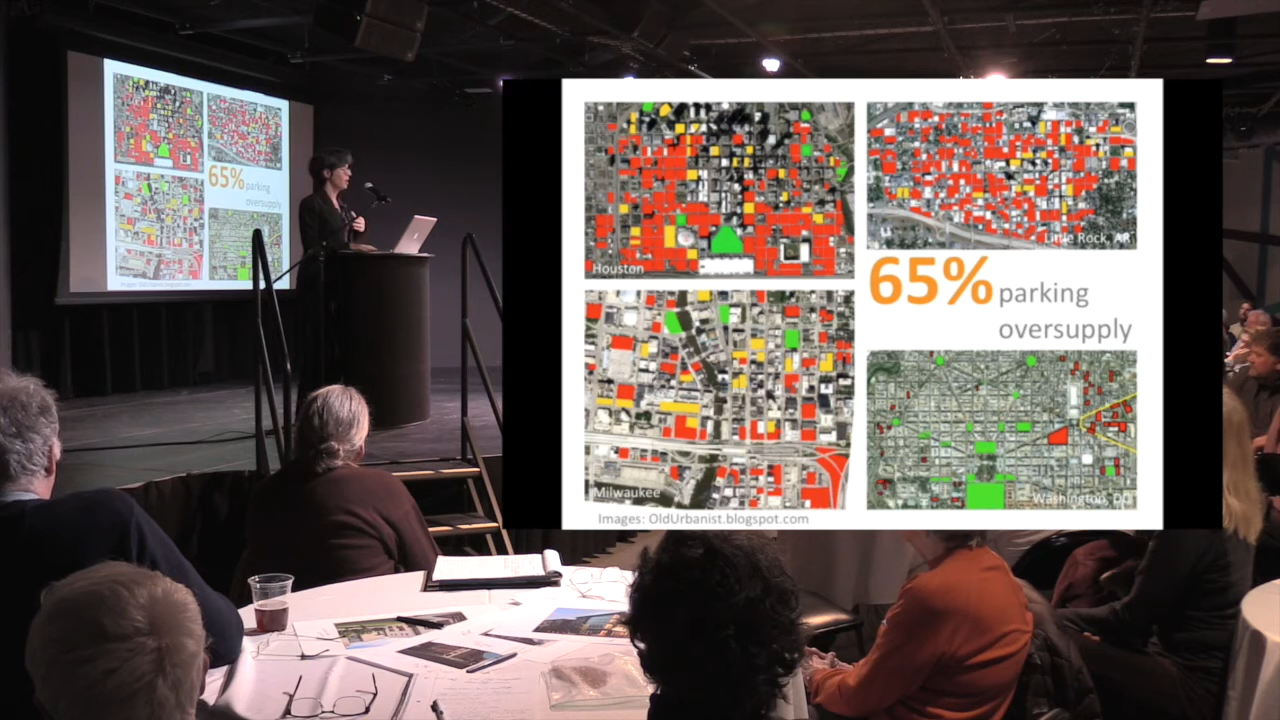 Houston
Little Rock, AR
65% parking
oversupply
Milwaukee
Washington, DC
Images: OldUrbanist.blogspot.com
65% parking
oversupply